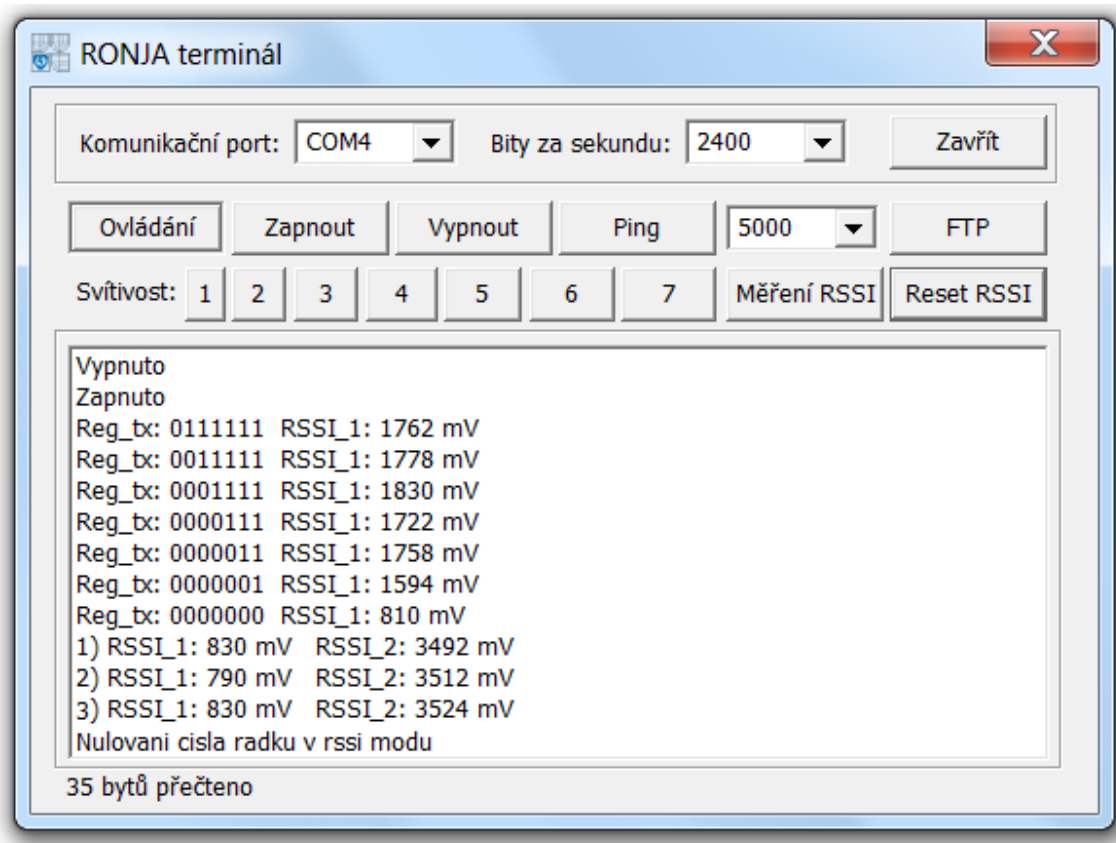 RONJA terminál
Komunikační port: COM4 Bity za sekundu: 2400 Zavřít
Ovládání Zapnout Vypnout Ping 5000 FTP
Svítivost: 1 2 3 4 5 6 7 Měření RSSI Reset RSSI
Vypnuto
Zapnuto
Reg_tx: 0111111 RSSI_1: 1762 mV
Reg_tx: 0011111 RSSI_1: 1778 mV
Reg_tx: 0001111 RSSI_1: 1830 mV
Reg_tx: 0000111 RSSI_1: 1722 mV
Reg_tx: 0000011 RSSI_1: 1758 mV
Reg_tx: 0000001 RSSI_1: 1594 mV
Reg_tx: 0000000 RSSI_1: 810 mV
1) RSSI_1: 830 mV RSSI_2: 3492 mV
2) RSSI_1: 790 mV RSSI_2: 3512 mV
3) RSSI_1: 830 mV RSSI_2: 3524 mV
Nulovani cisla radku v rssi modu
35 bytů přečteno